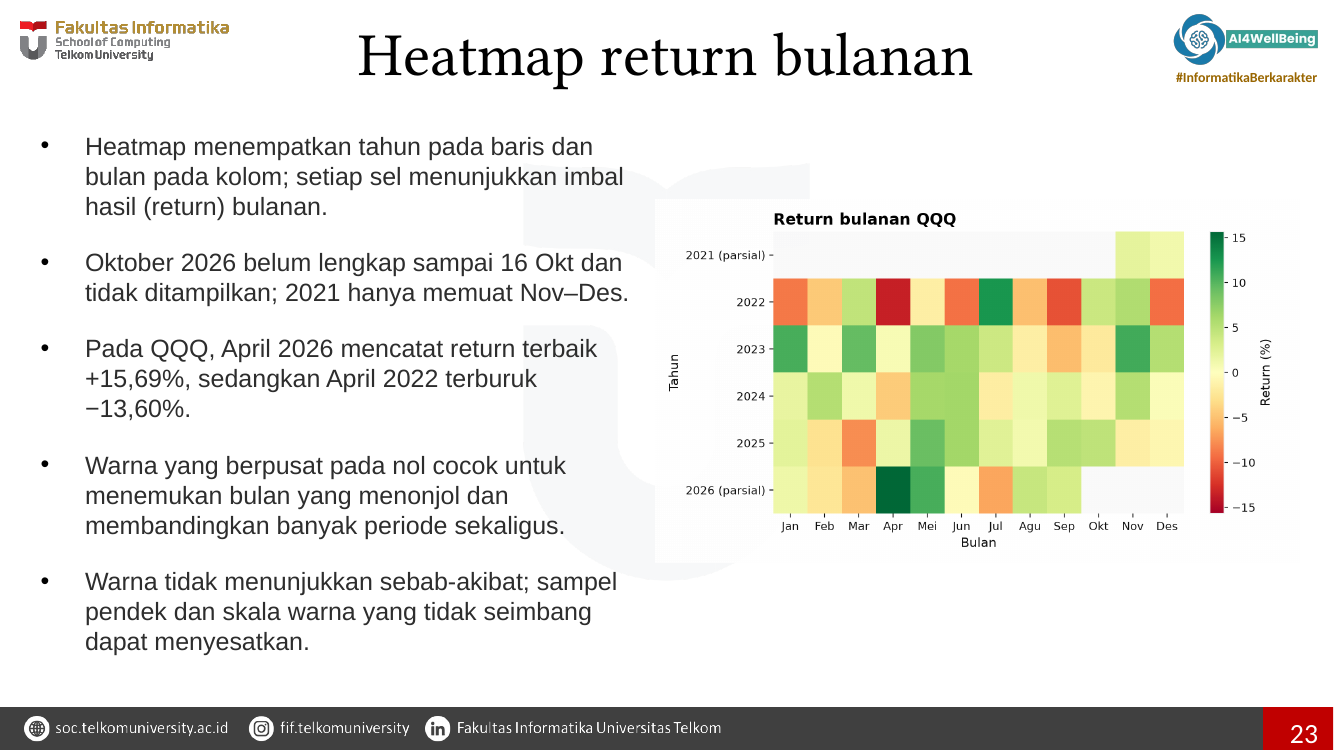 Fakultas Informatika
School of Computing
Telkom University
Heatmap return bulanan
AI4WellBeing
#InformatikaBerkarakter
• Heatmap menempatkan tahun pada baris dan
bulan pada kolom; setiap sel menunjukkan imbal
hasil (return) bulanan.
• Oktober 2026 belum lengkap sampai 16 Okt dan
tidak ditampilkan; 2021 hanya memuat Nov–Des.
• Pada QQQ, April 2026 mencatat return terbaik
+15,69%, sedangkan April 2022 terburuk
−13,60%.
• Warna yang berpusat pada nol cocok untuk
menemukan bulan yang menonjol dan
membandingkan banyak periode sekaligus.
• Warna tidak menunjukkan sebab-akibat; sampel
pendek dan skala warna yang tidak seimbang
dapat menyesatkan.
Return bulanan QQQ
2021 (parsial)
2022
2023
2024
2025
2026 (parsial)
Tahun
Jan Feb Mar Apr Mei Jun Jul Agu Sep Okt Nov Des
Bulan
15
10
5
0
−5
−10
−15
Return (%)
soc.telkomuniversity.ac.id fif.telkomuniversity Fakultas Informatika Universitas Telkom
23